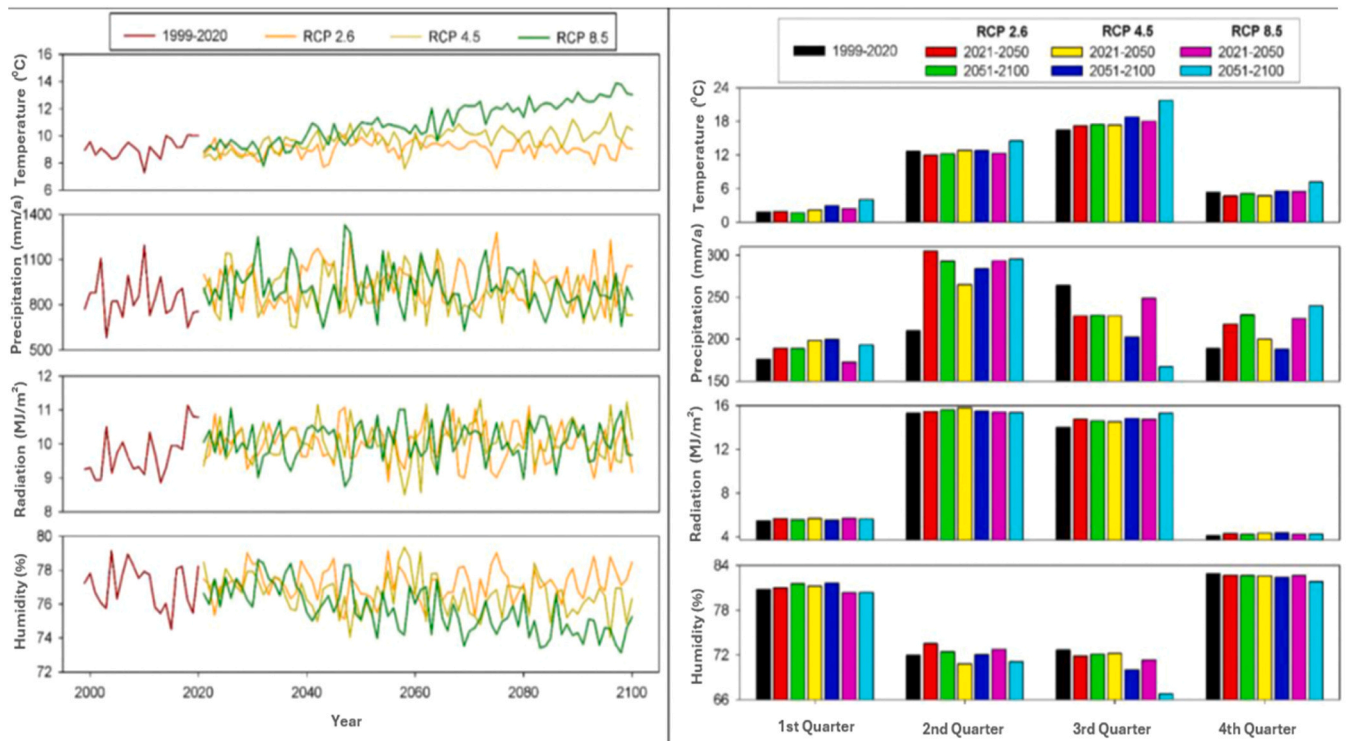 1999-2020 RCP 2.6 RCP 4.5 RCP 8.5
Temperature (°C)
16
14
12
10
8
6
Precipitation (mm/a)
1400
1100
800
500
Radiation (MJ/m²)
12
11
10
9
8
Humidity (%)
80
78
76
74
72
2000 2020 2040 2060 2080 2100
Year
RCP 2.6 RCP 4.5 RCP 8.5
1999-2020 2021-2050 2021-2050 2021-2050
2051-2100 2051-2100 2051-2100
Temperature (°C)
24
18
12
6
0
Precipitation (mm/a)
300
250
200
150
Radiation (MJ/m²)
16
12
8
4
Humidity (%)
84
78
72
66
1st Quarter 2nd Quarter 3rd Quarter 4th Quarter